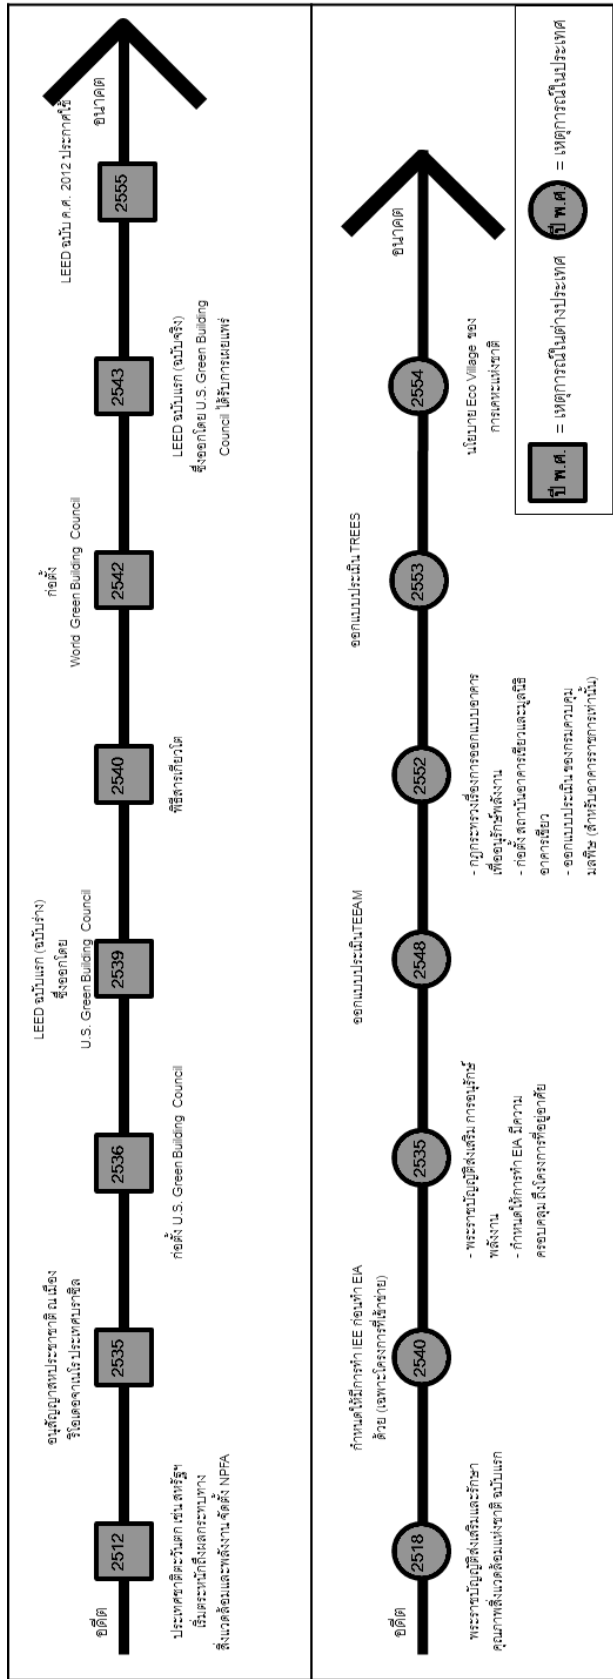 อดีต
2512
ประเทศชาติตะวันตก เช่น สหรัฐฯ
เริ่มตระหนักถึงผลกระทบทาง
สิ่งแวดล้อมและพลังงาน จัดตั้ง NPFA
อนุสัญญาสหประชาชาติ ณ เมือง
ริโอเดอจาเนโร ประเทศบราซิล
2535
2536
ก่อตั้ง U.S. Green Building Council
LEED ฉบับแรก (ฉบับร่าง)
ซึ่งออกโดย
U.S. Green Building Council
2539
2540
พิธีสารเกียวโต
ก่อตั้ง
World Green Building Council
2542
2543
LEED ฉบับแรก (ฉบับจริง)
ซึ่งออกโดย U.S. Green Building
Council ได้รับการเผยแพร่
LEED ฉบับ ค.ศ. 2012 ประกาศใช้
2555
อนาคต
อดีต
2518
พระราชบัญญัติส่งเสริมและรักษา
คุณภาพสิ่งแวดล้อมแห่งชาติ ฉบับแรก
กำหนดให้มีการทำ IEE ก่อนทำ EIA
ด้วย (เฉพาะโครงการที่เข้าข่าย)
2540
2535
- พระราชบัญญัติส่งเสริม การอนุรักษ์
พลังงาน
- กำหนดให้การทำ EIA มีความ
ครอบคลุม ถึงโครงการที่อยู่อาศัย
ออกแบบประเมินTEEAM
2548
2552
- กฎกระทรวงเรื่องการออกแบบอาคาร
เพื่ออนุรักษ์พลังงาน
- ก่อตั้ง สถาบันอาคารเขียวและมูลนิธิ
อาคารเขียว
- ออกแบบประเมิน ของกรมควบคุม
มลพิษ (สำหรับอาคารราชการเท่านั้น)
ออกแบบประเมิน TREES
2553
2554
นโยบาย Eco Village ของ
การเคหะแห่งชาติ
อนาคต
ปี พ.ศ. = เหตุการณ์ในต่างประเทศ
ปี พ.ศ. = เหตุการณ์ในประเทศ